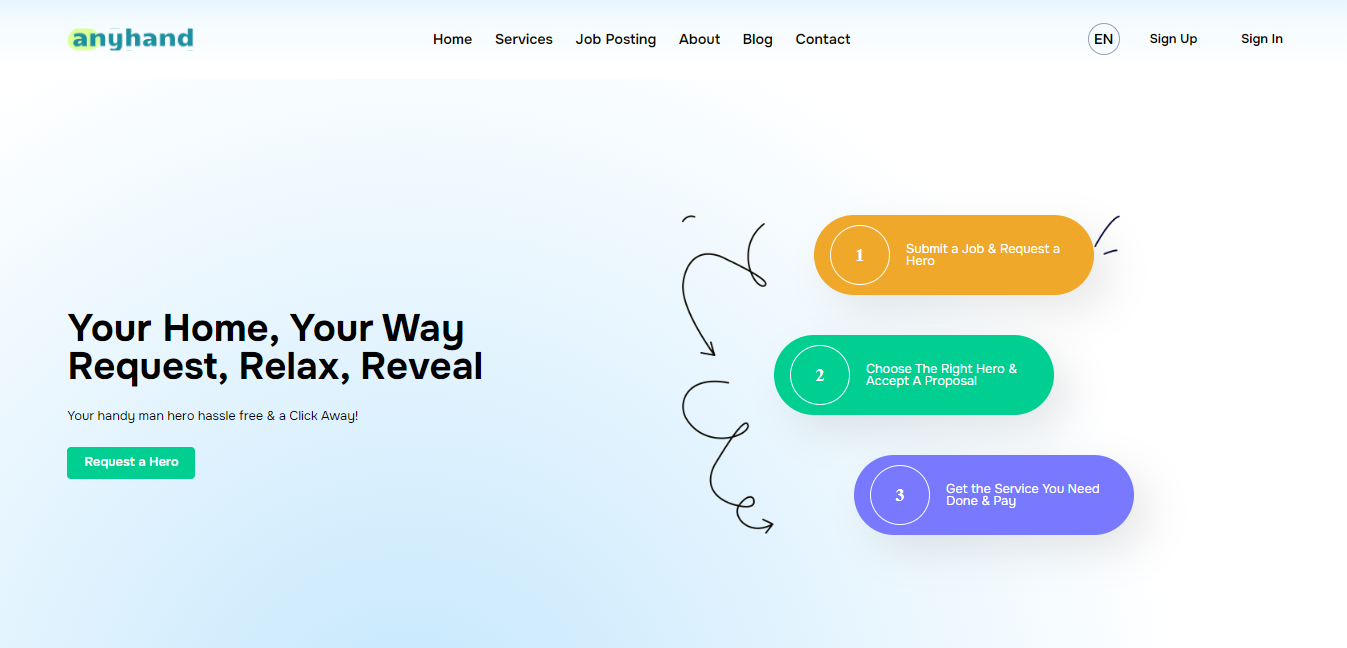 anyhand
Home Services Job Posting About Blog Contact
EN Sign Up Sign In
Your Home, Your Way
Request, Relax, Reveal
Your handy man hero hassle free & a Click Away!
Request a Hero
1
Submit a Job & Request a
Hero
2
Choose The Right Hero &
Accept A Proposal
3
Get the Service You Need
Done & Pay